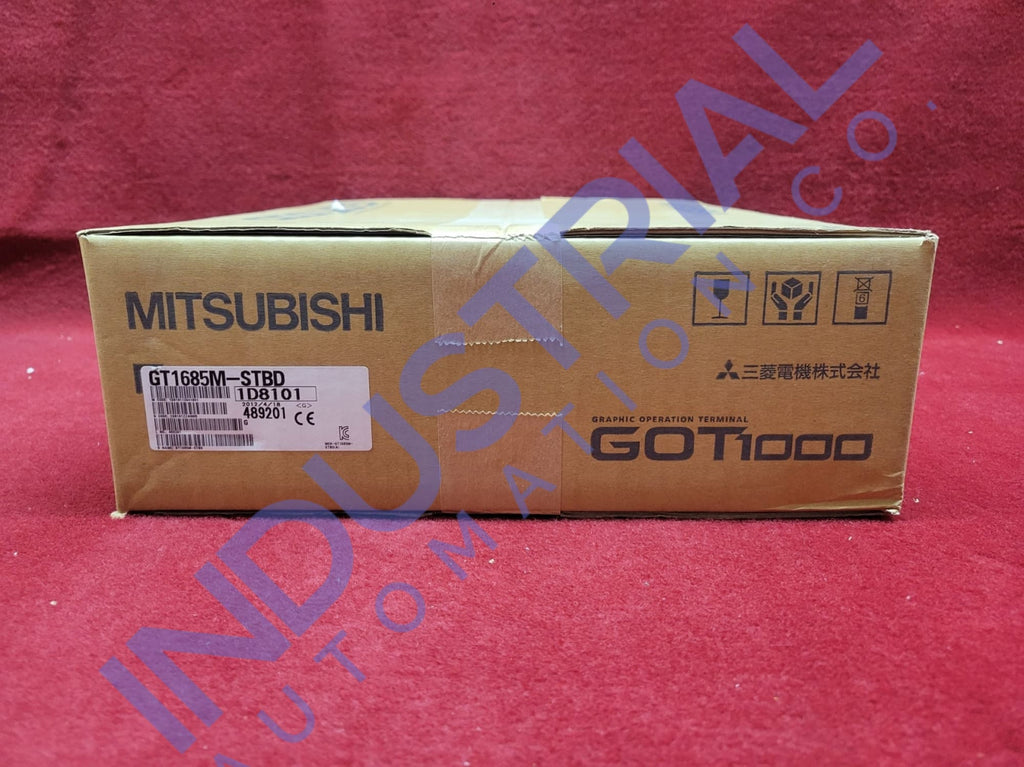 MITSUBISHI
GT1685M-STBD
1D8101
2012/4/18 <G>
489201
G
CE
三菱電機株式会社
GRAPHIC OPERATION TERMINAL
GOT1000
6
INDUSTRIAL
AUTOMATION CO.